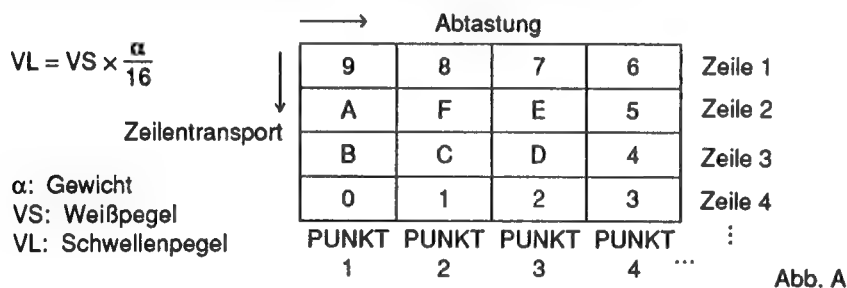 Abtastung
VL = VS × α/16
Zeilentransport
α: Gewicht
VS: Weißpegel
VL: Schwellenpegel
9 8 7 6 Zeile 1
A F E 5 Zeile 2
B C D 4 Zeile 3
0 1 2 3 Zeile 4
PUNKT PUNKT PUNKT PUNKT ⋮
1 2 3 4 ...
Abb. A